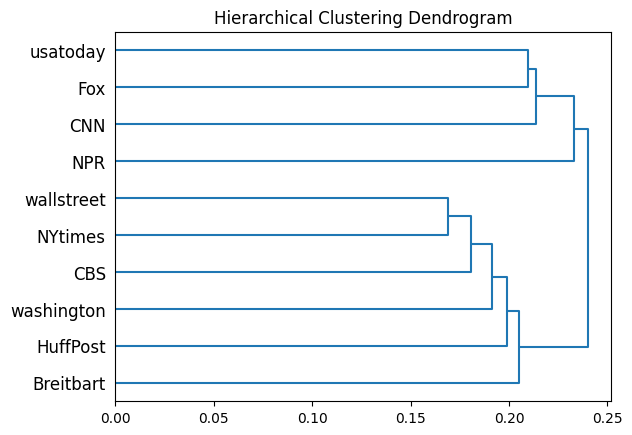 Hierarchical Clustering Dendrogram
usatoday
Fox
CNN
NPR
wallstreet
NYtimes
CBS
washington
HuffPost
Breitbart
0.00 0.05 0.10 0.15 0.20 0.25